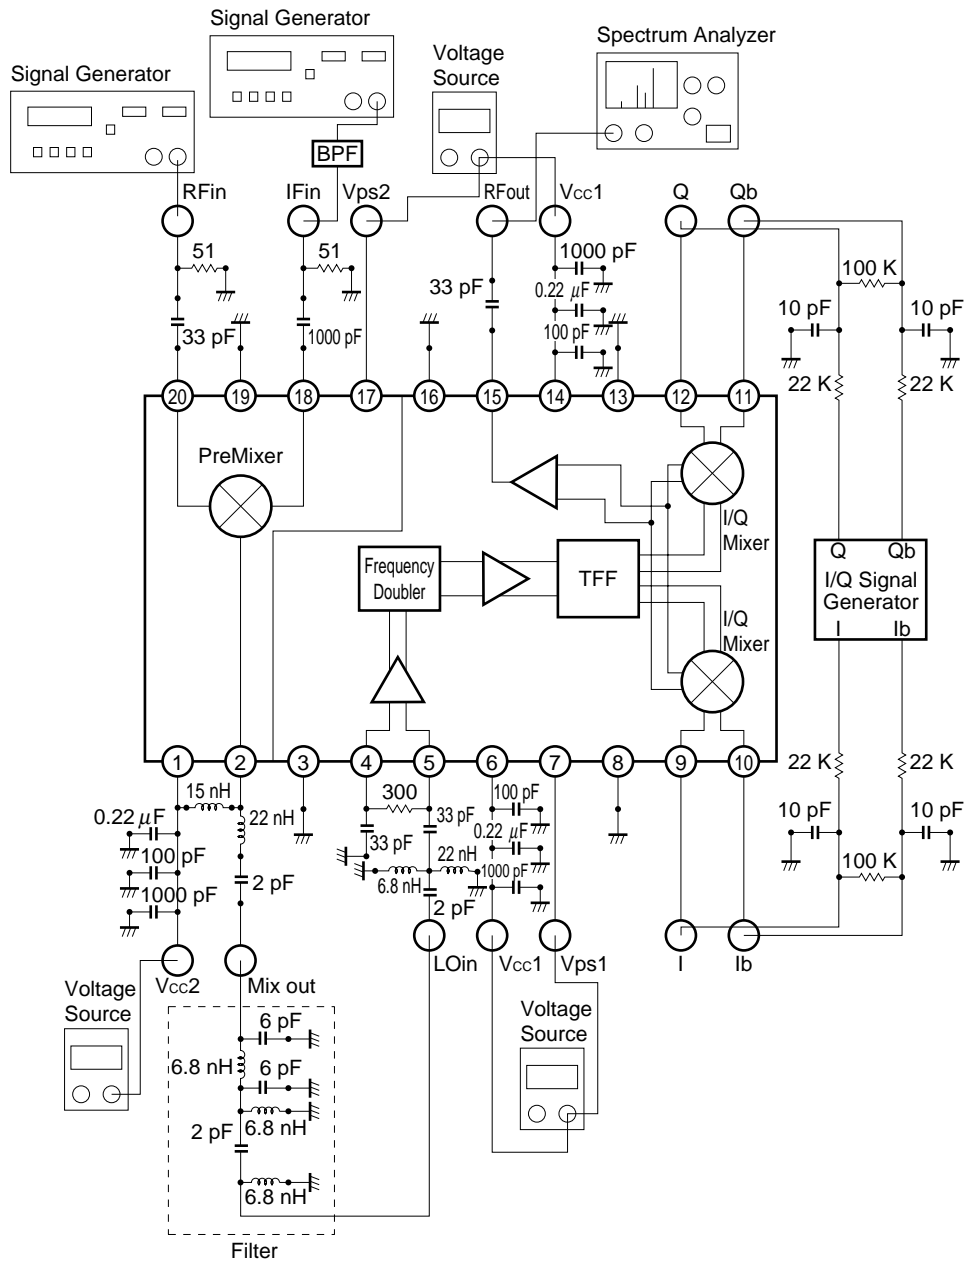 Signal Generator
Signal Generator
Voltage
Source
Spectrum Analyzer
BPF
RFin
IFin
Vps2
RFout
Vcc1
Q
Qb
51
51
33 pF
1000 pF
33 pF
1000 pF
0.22 μF
100 pF
100 K
10 pF
10 pF
22 K
22 K
20
19
18
17
16
15
14
13
12
11
PreMixer
I/Q
Mixer
Frequency
Doubler
TFF
I/Q
Mixer
Q
Qb
I/Q Signal
Generator
I
Ib
1
2
3
4
5
6
7
8
9
10
15 nH
22 nH
0.22 μF
100 pF
1000 pF
2 pF
300
33 pF
33 pF
6.8 nH
22 nH
2 pF
100 pF
0.22 μF
1000 pF
22 K
22 K
10 pF
10 pF
100 K
Vcc2
Mix out
LOin
Vcc1
Vps1
I
Ib
Voltage
Source
Voltage
Source
6 pF
6.8 nH
6 pF
6.8 nH
2 pF
6.8 nH
Filter